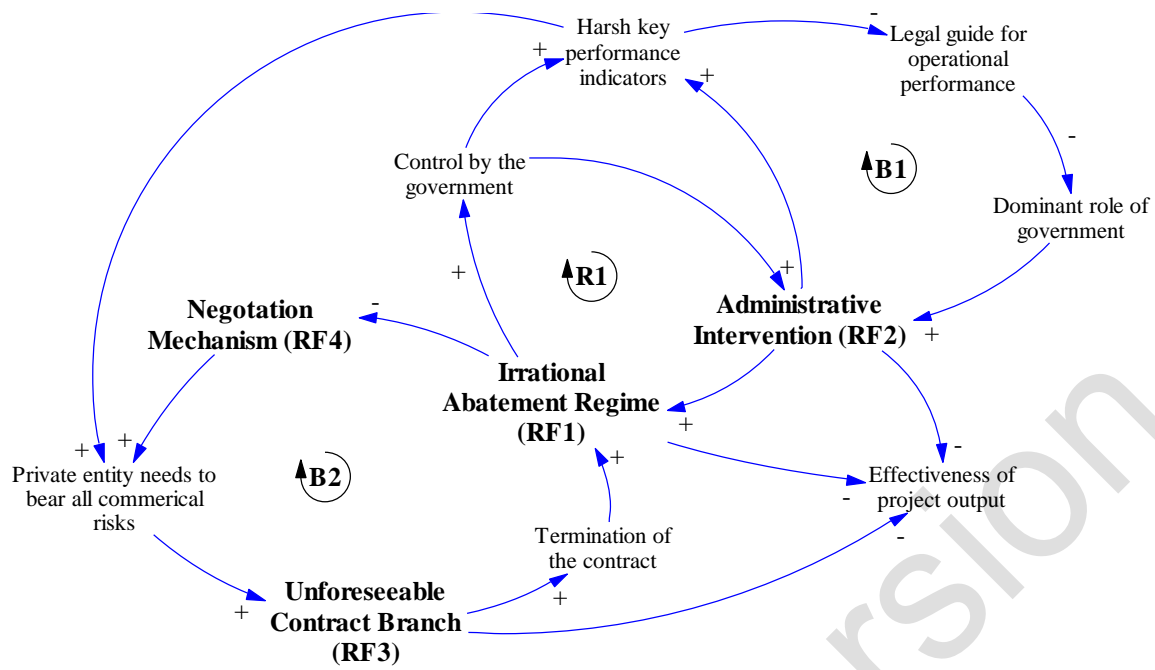 Harsh key
performance
indicators
-
Legal guide for
operational
performance
+
+
-
Control by the
government
B1
Dominant role of
government
+
R1
+
Negotation
Mechanism (RF4)
-
Administrative
Intervention (RF2)
+
Irrational
Abatement Regime
(RF1)
+
+
+
+
-
Private entity needs to
bear all commerical
risks
B2
Effectiveness of
project output
-
Termination of
the contract
-
+
+
Unforeseeable
Contract Branch
(RF3)
rsion